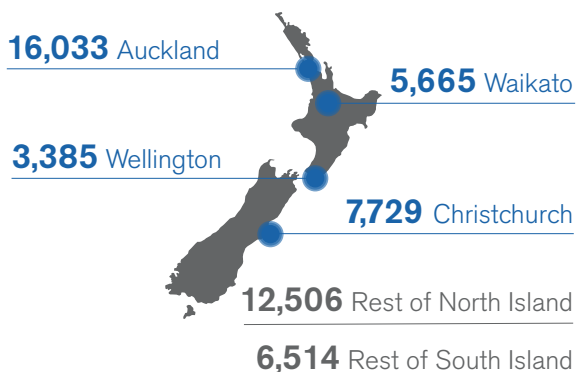 16,033 Auckland
5,665 Waikato
3,385 Wellington
7,729 Christchurch
12,506 Rest of North Island
6,514 Rest of South Island